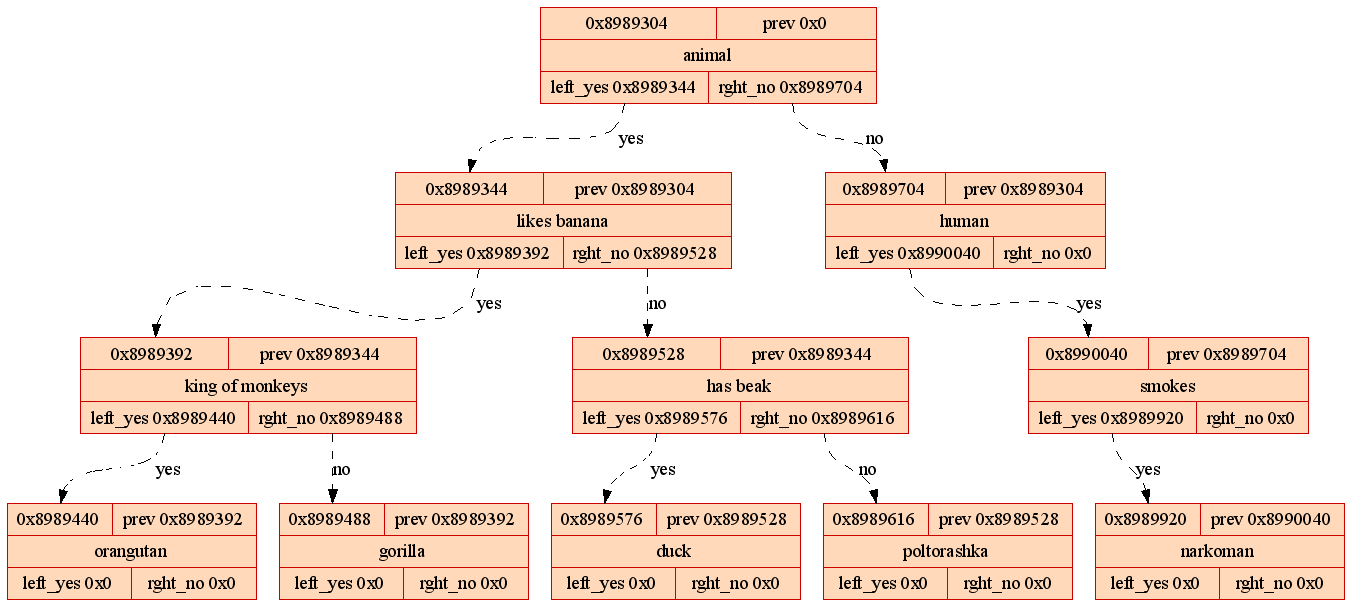 0x8989304 prev 0x0
animal
left_yes 0x8989344 rght_no 0x8989704
yes no
0x8989344 prev 0x8989304 0x8989704 prev 0x8989304
likes banana human
left_yes 0x8989392 rght_no 0x8989528 left_yes 0x8990040 rght_no 0x0
yes no yes
0x8989392 prev 0x8989344 0x8989528 prev 0x8989344 0x8990040 prev 0x8989704
king of monkeys has beak smokes
left_yes 0x8989440 rght_no 0x8989488 left_yes 0x8989576 rght_no 0x8989616 left_yes 0x8989920 rght_no 0x0
yes no yes no yes
0x8989440 prev 0x8989392 0x8989488 prev 0x8989392 0x8989576 prev 0x8989528 0x8989616 prev 0x8989528 0x8989920 prev 0x8990040
orangutan gorilla duck poltorashka narkoman
left_yes 0x0 rght_no 0x0 left_yes 0x0 rght_no 0x0 left_yes 0x0 rght_no 0x0 left_yes 0x0 rght_no 0x0 left_yes 0x0 rght_no 0x0